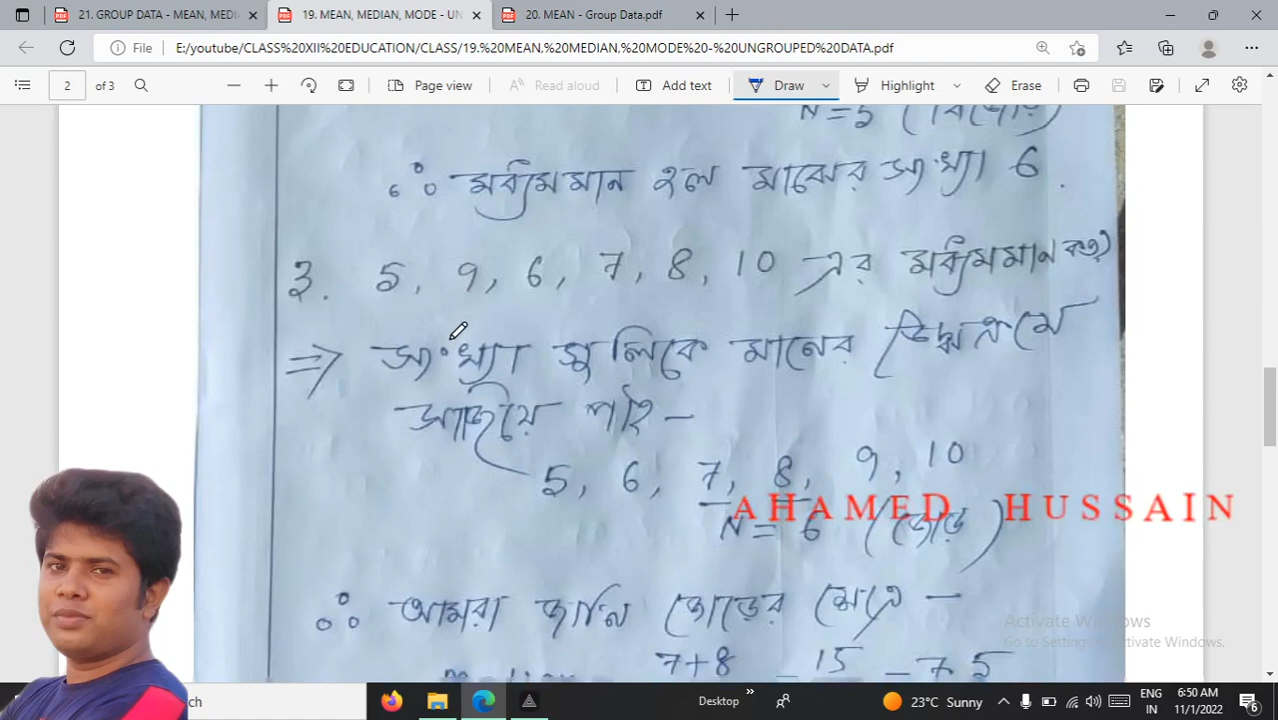 21. GROUP DATA - MEAN, MEDI
19. MEAN, MEDIAN, MODE - UN
20. MEAN - Group Data.pdf
File E:/youtube/CLASS%20XII%20EDUCATION/CLASS/19.%20MEAN.%20MEDIAN,%20MODE%20-%20UNGROUPED%20DATA.pdf
2 of 3 Page view Read aloud Add text Draw Highlight Erase
N = 5 (বিজোড়)
∴ মধ্যমমান হল মাঝের সংখ্যা 6.
3. 5, 9, 6, 7, 8, 10 এর মধ্যমমান কত?
⇒ সংখ্যা গুলিকে মানের উর্দ্ধক্রমে
সাজিয়ে পাই -
5, 6, 7, 8, 9, 10
AHAMED HUSSAIN
N = 6 (জোড়)
∴ আমরা জানি জোড়ের ক্ষেত্রে -
Activate Windows
Go to Settings to activate Windows.
7+8 = 15 = 7.5
rch
Desktop
23°C Sunny
ENG
IN
6:50 AM
11/1/2022
6